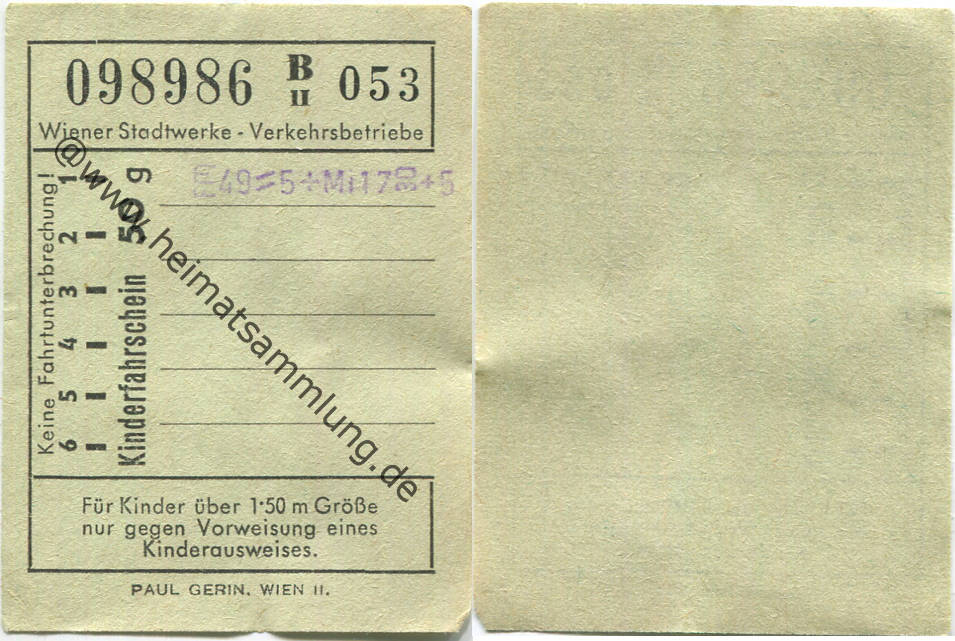 098986 B II 053
Wiener Stadtwerke - Verkehrsbetriebe
49 = 5 ÷ Mi 17 + 5
Keine Fahrtunterbrechung!
1 2 3 4 5 6
Kinderfahrschein 50 g
Für Kinder über 1·50 m Größe
nur gegen Vorweisung eines
Kinderausweises.
PAUL GERIN, WIEN II.
@www.heimatsammlung.de